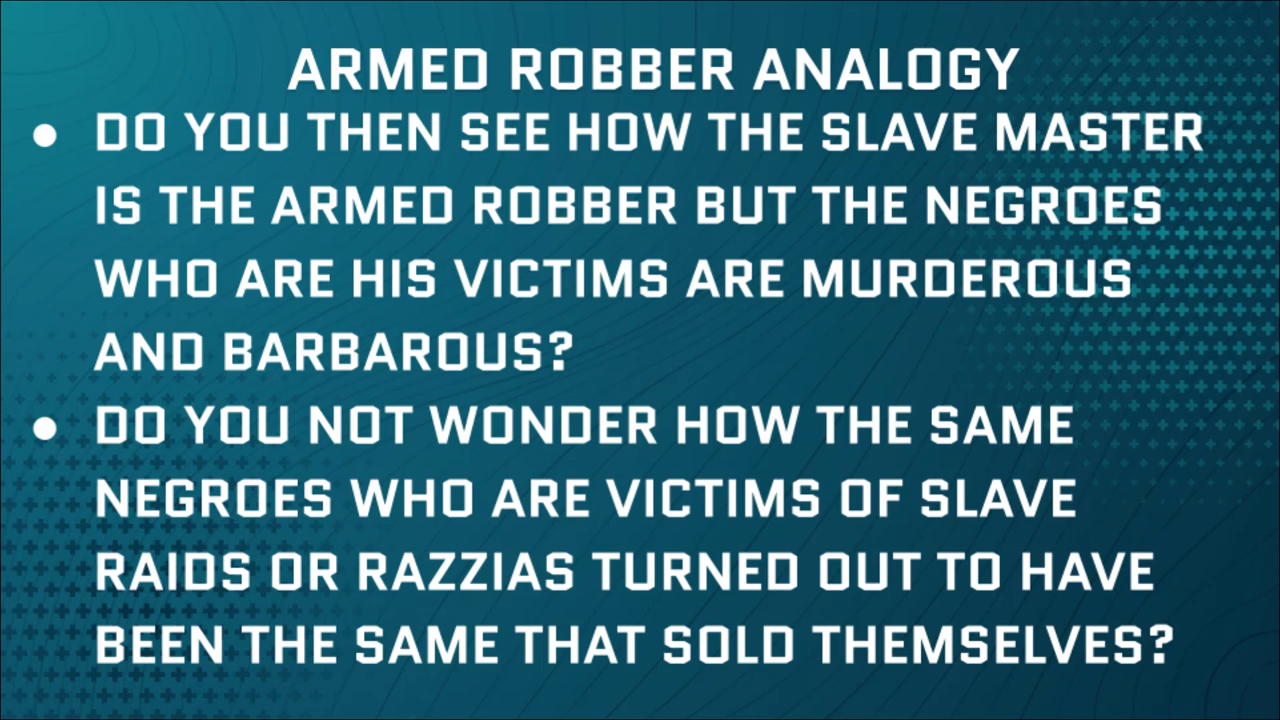 ARMED ROBBER ANALOGY
• DO YOU THEN SEE HOW THE SLAVE MASTER
IS THE ARMED ROBBER BUT THE NEGROES
WHO ARE HIS VICTIMS ARE MURDEROUS
AND BARBAROUS?
• DO YOU NOT WONDER HOW THE SAME
NEGROES WHO ARE VICTIMS OF SLAVE
RAIDS OR RAZZIAS TURNED OUT TO HAVE
BEEN THE SAME THAT SOLD THEMSELVES?